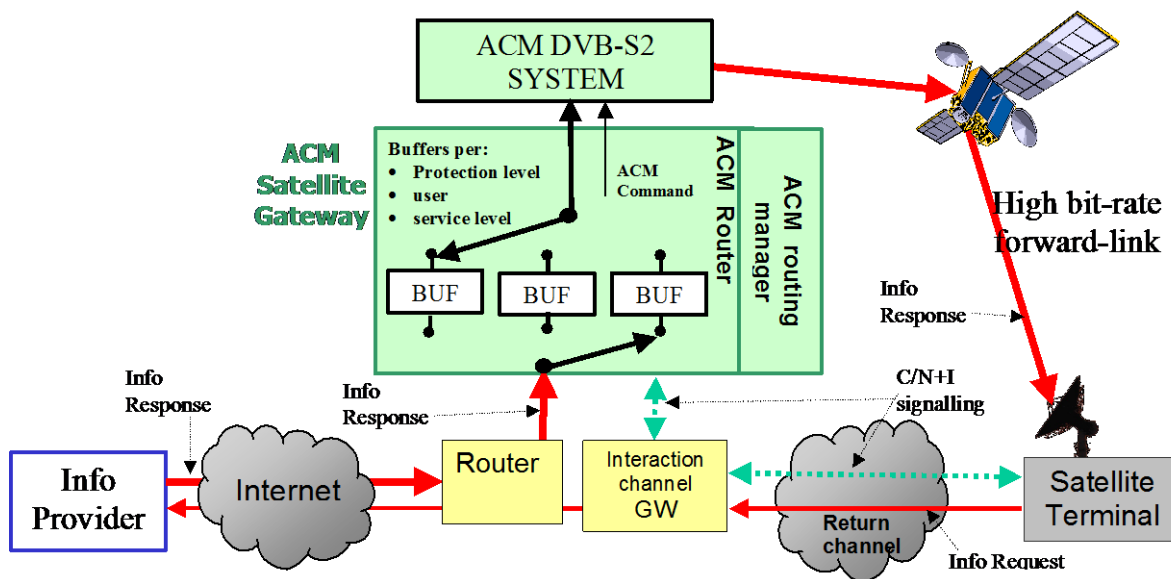 ACM DVB-S2
SYSTEM
ACM
Satellite
Gateway
Buffers per:
• Protection level
• user
• service level
ACM
Command
ACM Router
ACM routing
manager
BUF
BUF
BUF
High bit-rate
forward-link
Info
Response
Info
Response
Info
Response
C/N+I
signalling
Info
Provider
Internet
Router
Interaction
channel
GW
Return
channel
Satellite
Terminal
Info Request